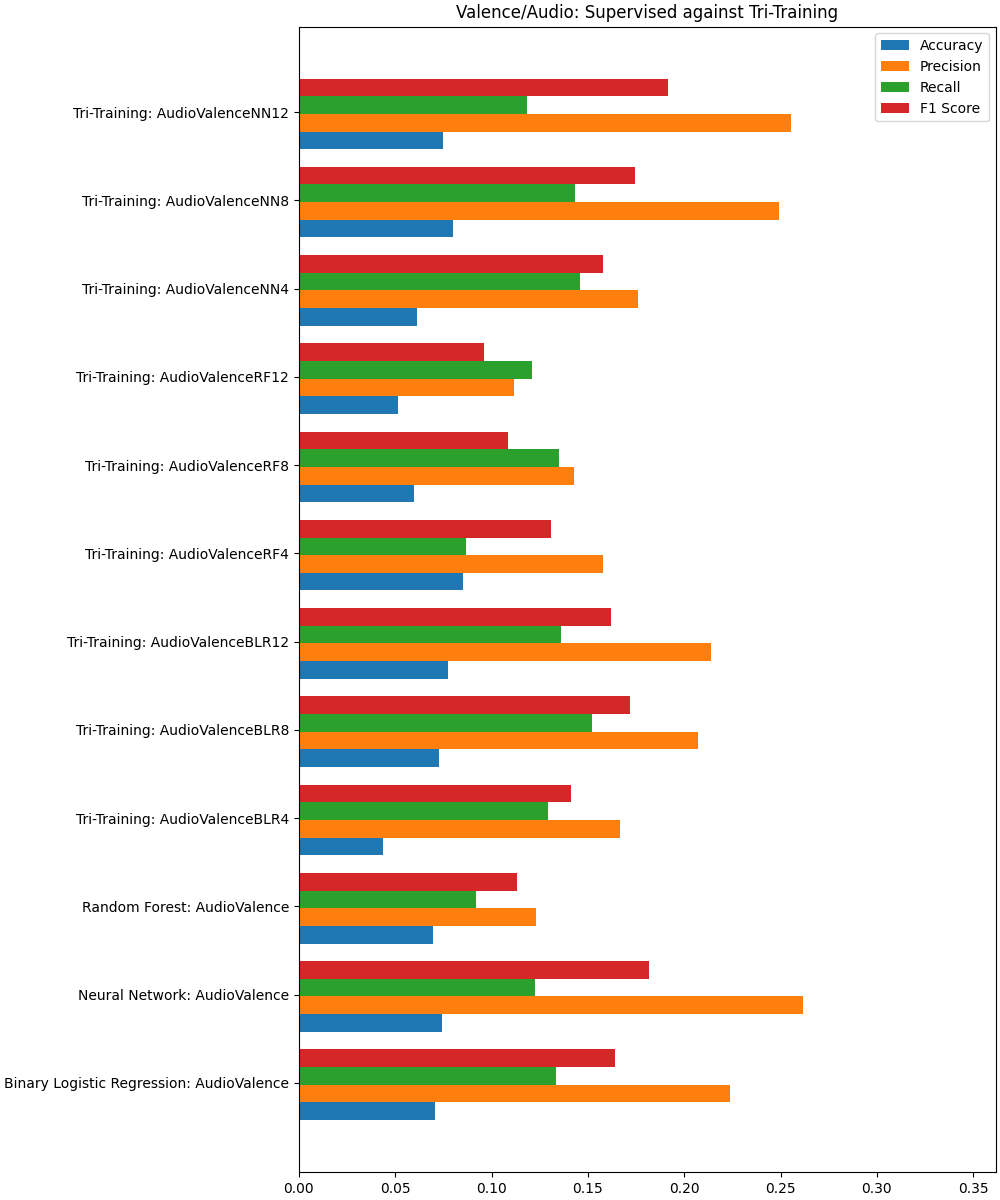 Valence/Audio: Supervised against Tri-Training
Accuracy
Precision
Recall
F1 Score
Tri-Training: AudioValenceNN12
Tri-Training: AudioValenceNN8
Tri-Training: AudioValenceNN4
Tri-Training: AudioValenceRF12
Tri-Training: AudioValenceRF8
Tri-Training: AudioValenceRF4
Tri-Training: AudioValenceBLR12
Tri-Training: AudioValenceBLR8
Tri-Training: AudioValenceBLR4
Random Forest: AudioValence
Neural Network: AudioValence
Binary Logistic Regression: AudioValence
0.00 0.05 0.10 0.15 0.20 0.25 0.30 0.35